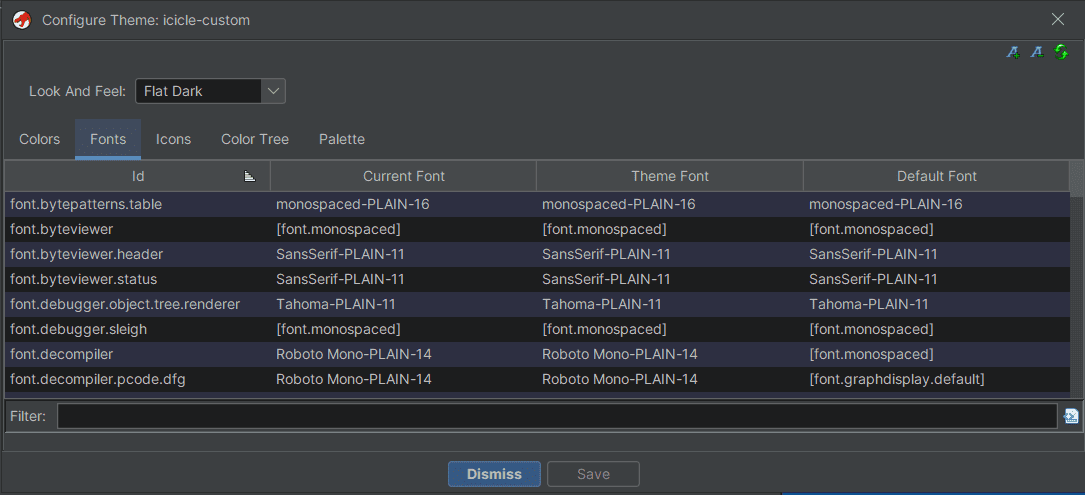 Configure Theme: icicle-custom
Look And Feel: Flat Dark
Colors Fonts Icons Color Tree Palette
Id Current Font Theme Font Default Font
font.bytepatterns.table monospaced-PLAIN-16 monospaced-PLAIN-16 monospaced-PLAIN-16
font.byteviewer [font.monospaced] [font.monospaced] [font.monospaced]
font.byteviewer.header SansSerif-PLAIN-11 SansSerif-PLAIN-11 SansSerif-PLAIN-11
font.byteviewer.status SansSerif-PLAIN-11 SansSerif-PLAIN-11 SansSerif-PLAIN-11
font.debugger.object.tree.renderer Tahoma-PLAIN-11 Tahoma-PLAIN-11 Tahoma-PLAIN-11
font.debugger.sleigh [font.monospaced] [font.monospaced] [font.monospaced]
font.decompiler Roboto Mono-PLAIN-14 Roboto Mono-PLAIN-14 [font.monospaced]
font.decompiler.pcode.dfg Roboto Mono-PLAIN-14 Roboto Mono-PLAIN-14 [font.graphdisplay.default]
Filter:
Dismiss Save